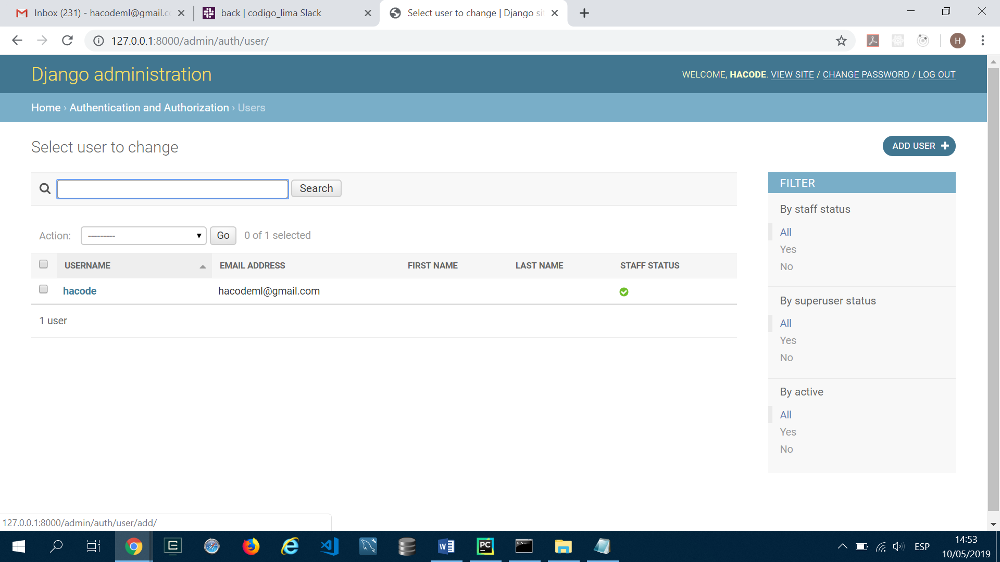 Inbox (231) - hacodeml@gmail.c
back | codigo_lima Slack
Select user to change | Django si
127.0.0.1:8000/admin/auth/user/
H
Django administration
WELCOME, HACODE. VIEW SITE / CHANGE PASSWORD / LOG OUT
Home › Authentication and Authorization › Users
Select user to change
ADD USER
Search
FILTER
By staff status
All
Yes
No
Action: --------- Go 0 of 1 selected
USERNAME EMAIL ADDRESS FIRST NAME LAST NAME STAFF STATUS
hacode hacodeml@gmail.com
1 user
By superuser status
All
Yes
No
By active
All
Yes
No
127.0.0.1:8000/admin/auth/user/add/
PC
ESP
14:53
10/05/2019